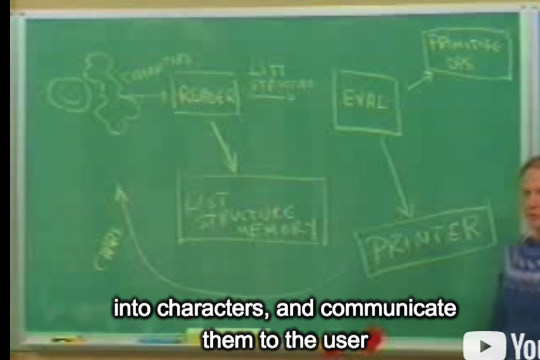 CHARACTERS
READER
LIST
STRUCTURE
EVAL
PRIMITIVE
OPS
LIST
STRUCTURE
MEMORY
PRINTER
into characters, and communicate
them to the user
You